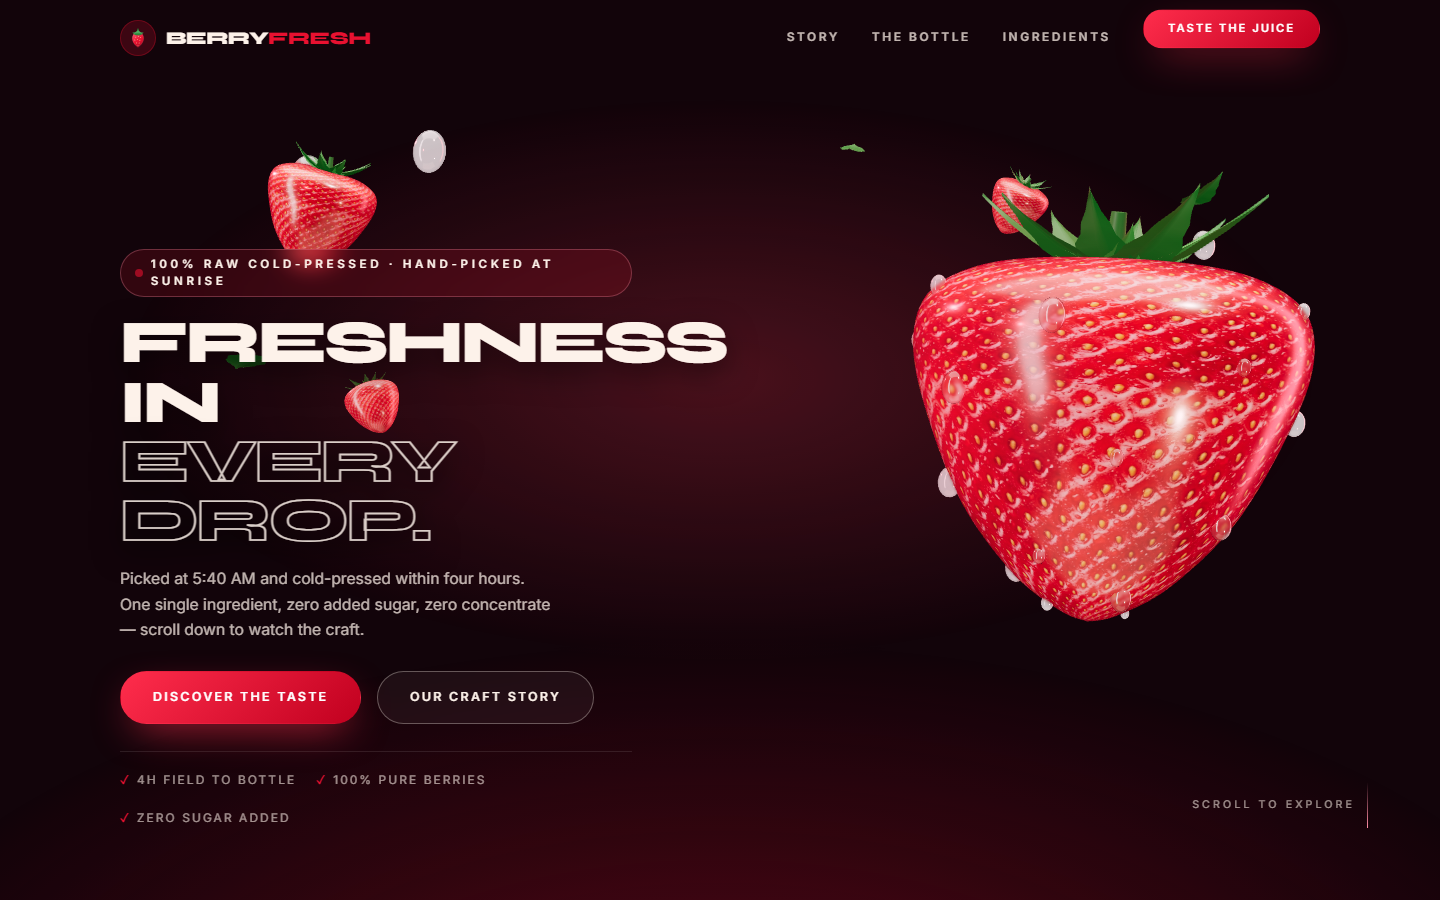 BERRYFRESH
STORY
THE BOTTLE
INGREDIENTS
TASTE THE JUICE
100% RAW COLD-PRESSED · HAND-PICKED AT
SUNRISE
FRESHNESS
IN
EVERY
DROP.
Picked at 5:40 AM and cold-pressed within four hours.
One single ingredient, zero added sugar, zero concentrate
— scroll down to watch the craft.
DISCOVER THE TASTE
OUR CRAFT STORY
✓ 4H FIELD TO BOTTLE
✓ 100% PURE BERRIES
✓ ZERO SUGAR ADDED
SCROLL TO EXPLORE